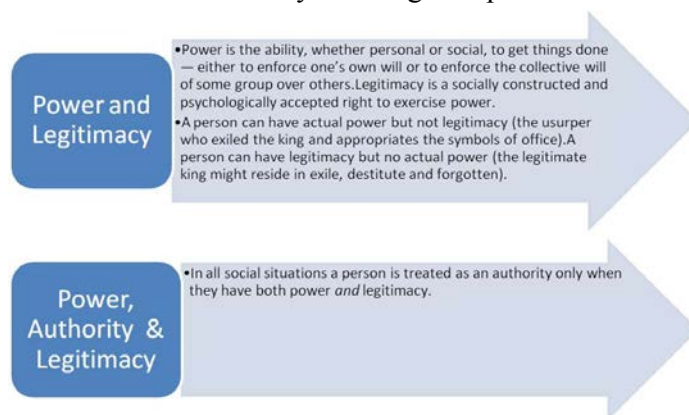 Power and
Legitimacy
•Power is the ability, whether personal or social, to get things done
— either to enforce one's own will or to enforce the collective will
of some group over others.Legitimacy is a socially constructed and
psychologically accepted right to exercise power.
•A person can have actual power but not legitimacy (the usurper
who exiled the king and appropriates the symbols of office).A
person can have legitimacy but no actual power (the legitimate
king might reside in exile, destitute and forgotten).
Power,
Authority &
Legitimacy
•In all social situations a person is treated as an authority only when
they have both power and legitimacy.